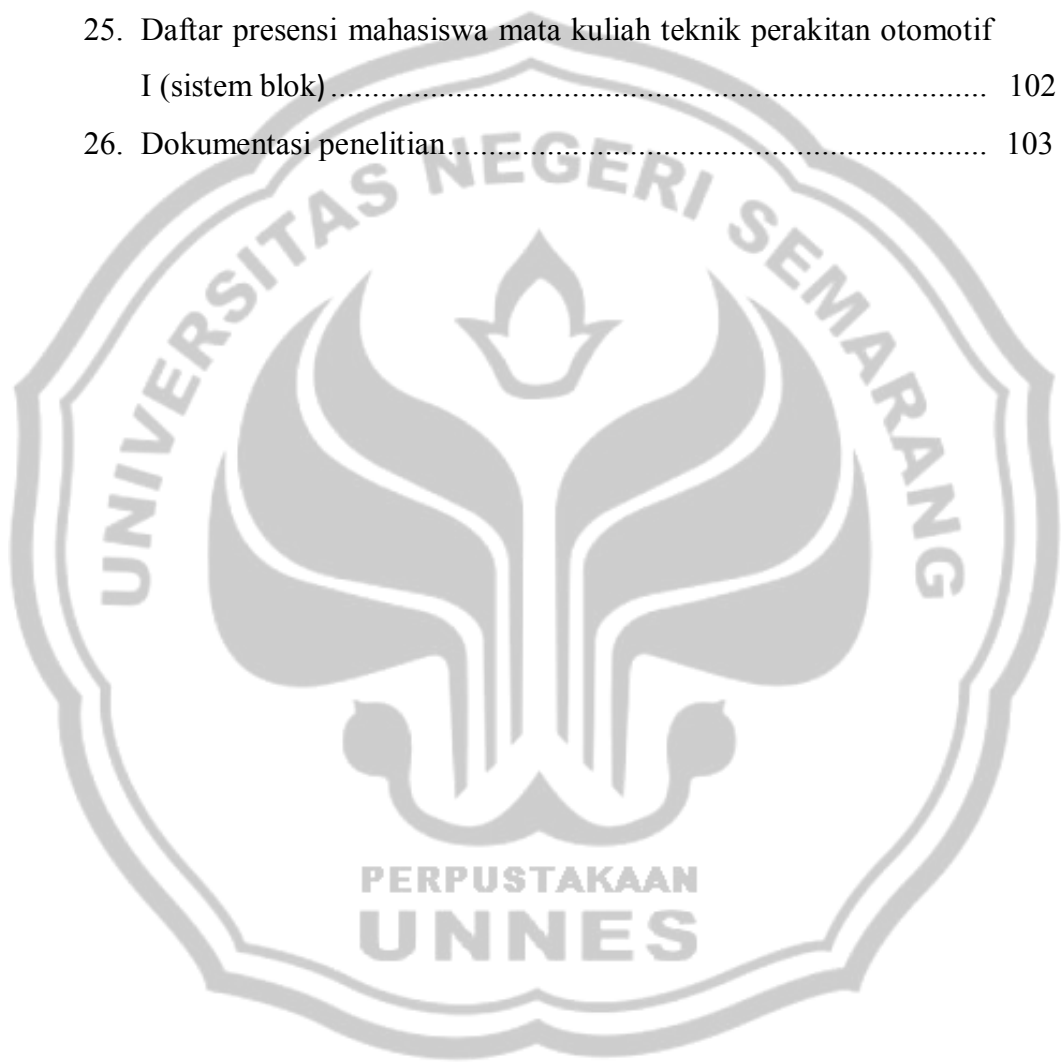 25. Daftar presensi mahasiswa mata kuliah teknik perakitan otomotif
I (sistem blok)........................................................................... 102
26. Dokumentasi penelitian............................................................. 103
UNIVERSITAS NEGERI SEMARANG
PERPUSTAKAAN
UNNES